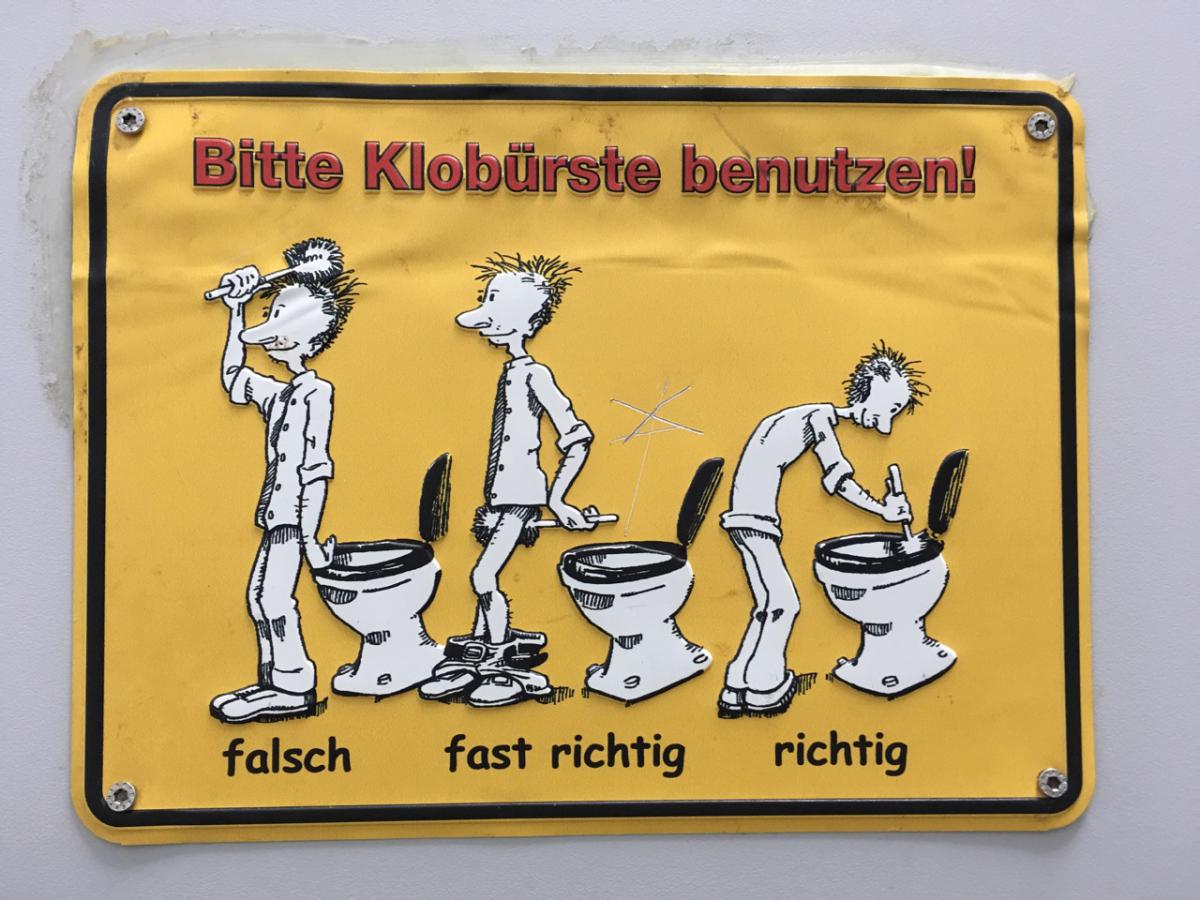 Bitte Klobürste benutzen!
falsch fast richtig richtig